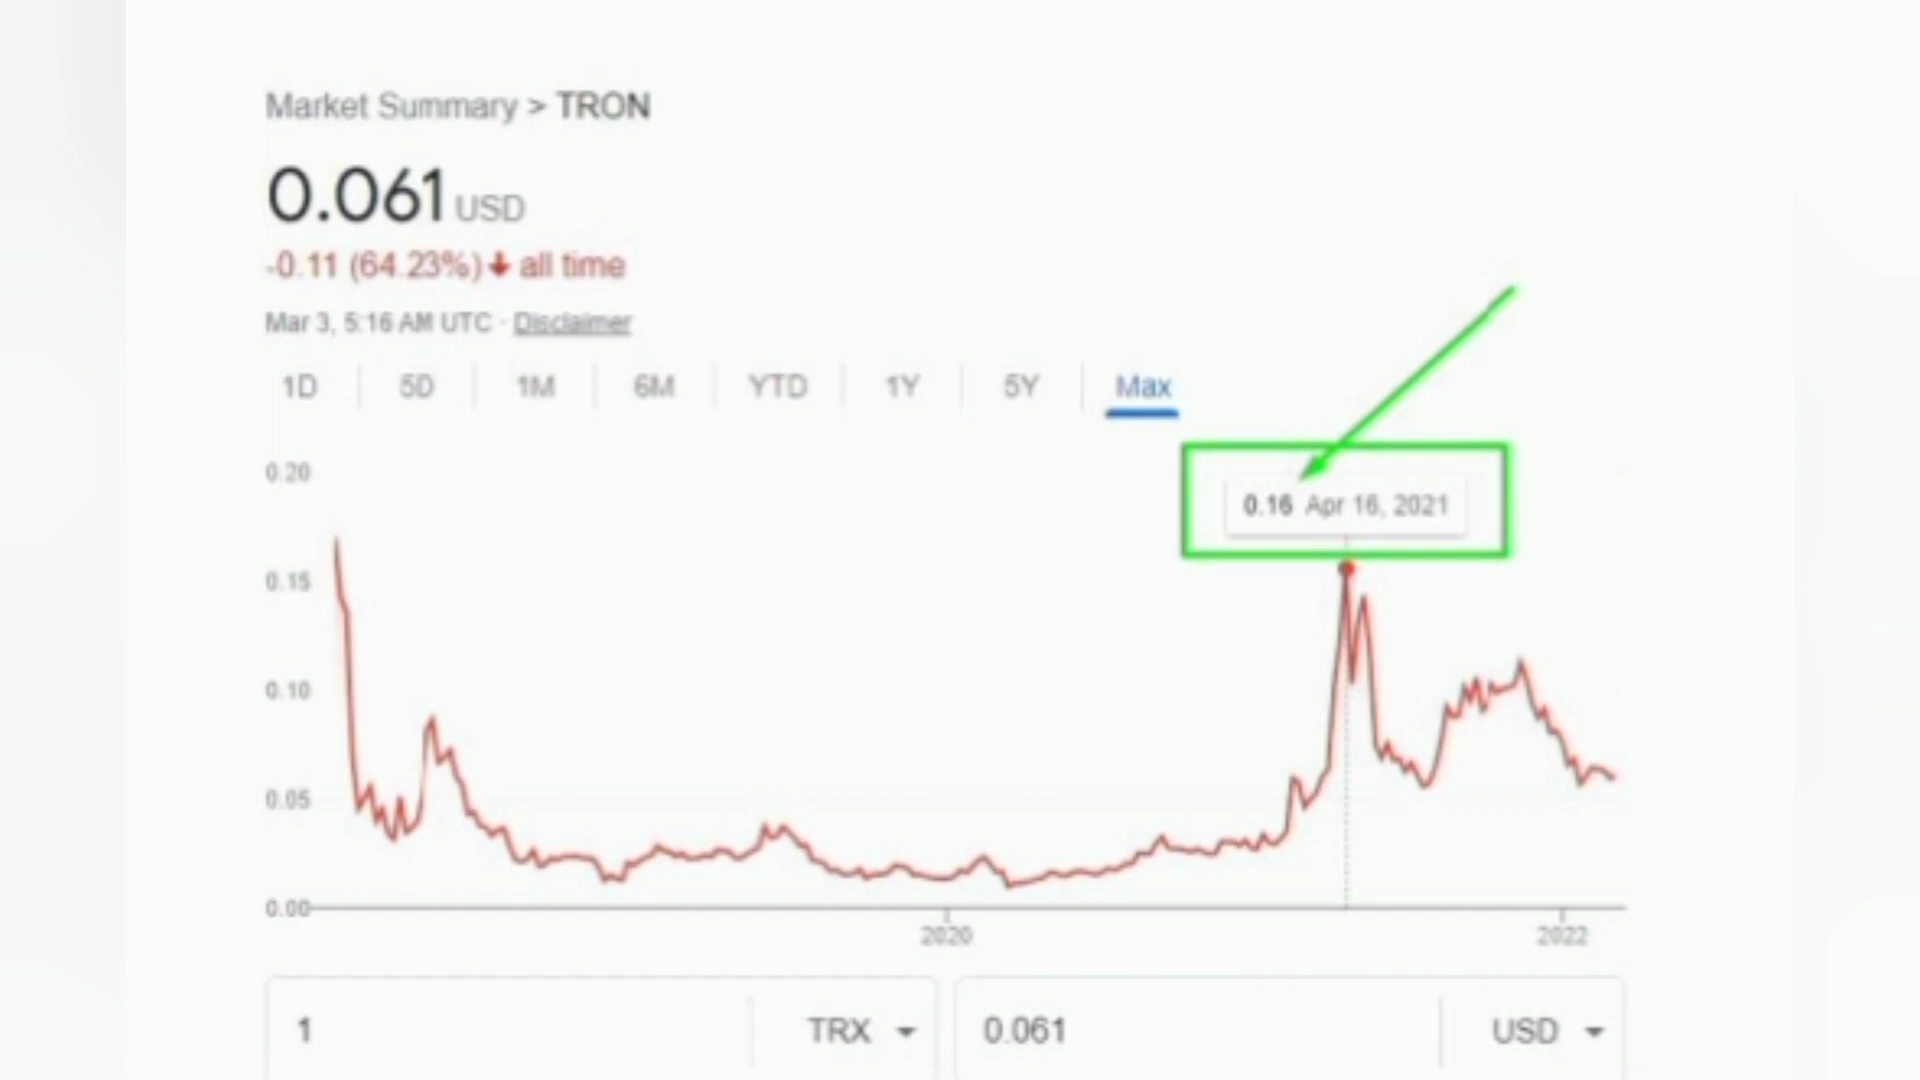 Market Summary > TRON
0.061 USD
-0.11 (64.23%) ↓ all time
Mar 3, 5:16 AM UTC · Disclaimer
1D 5D 1M 6M YTD 1Y 5Y Max
0.20
0.16 Apr 16, 2021
0.15
0.10
0.05
0.00
2020 2022
1 TRX 0.061 USD